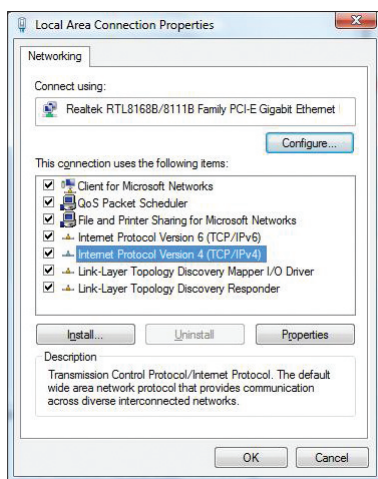 Local Area Connection Properties
Networking
Connect using:
Realtek RTL8168B/8111B Family PCI-E Gigabit Ethernet
Configure...
This connection uses the following items:
Client for Microsoft Networks
QoS Packet Scheduler
File and Printer Sharing for Microsoft Networks
Internet Protocol Version 6 (TCP/IPv6)
Internet Protocol Version 4 (TCP/IPv4)
Link-Layer Topology Discovery Mapper I/O Driver
Link-Layer Topology Discovery Responder
Install...
Uninstall
Properties
Description
Transmission Control Protocol/Internet Protocol. The default
wide area network protocol that provides communication
across diverse interconnected networks.
OK
Cancel